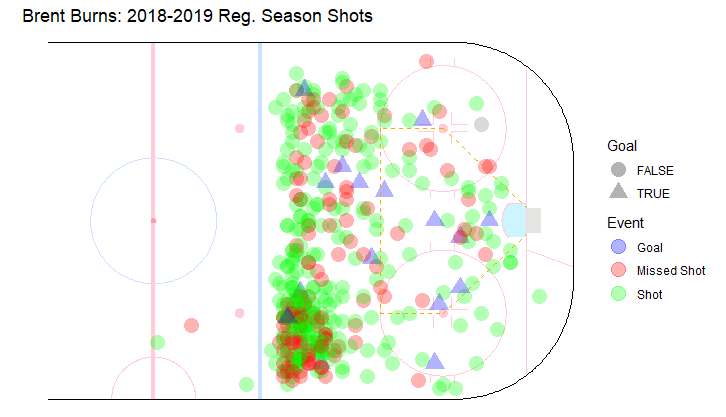 Brent Burns: 2018-2019 Reg. Season Shots
Goal
FALSE
TRUE
Event
Goal
Missed Shot
Shot